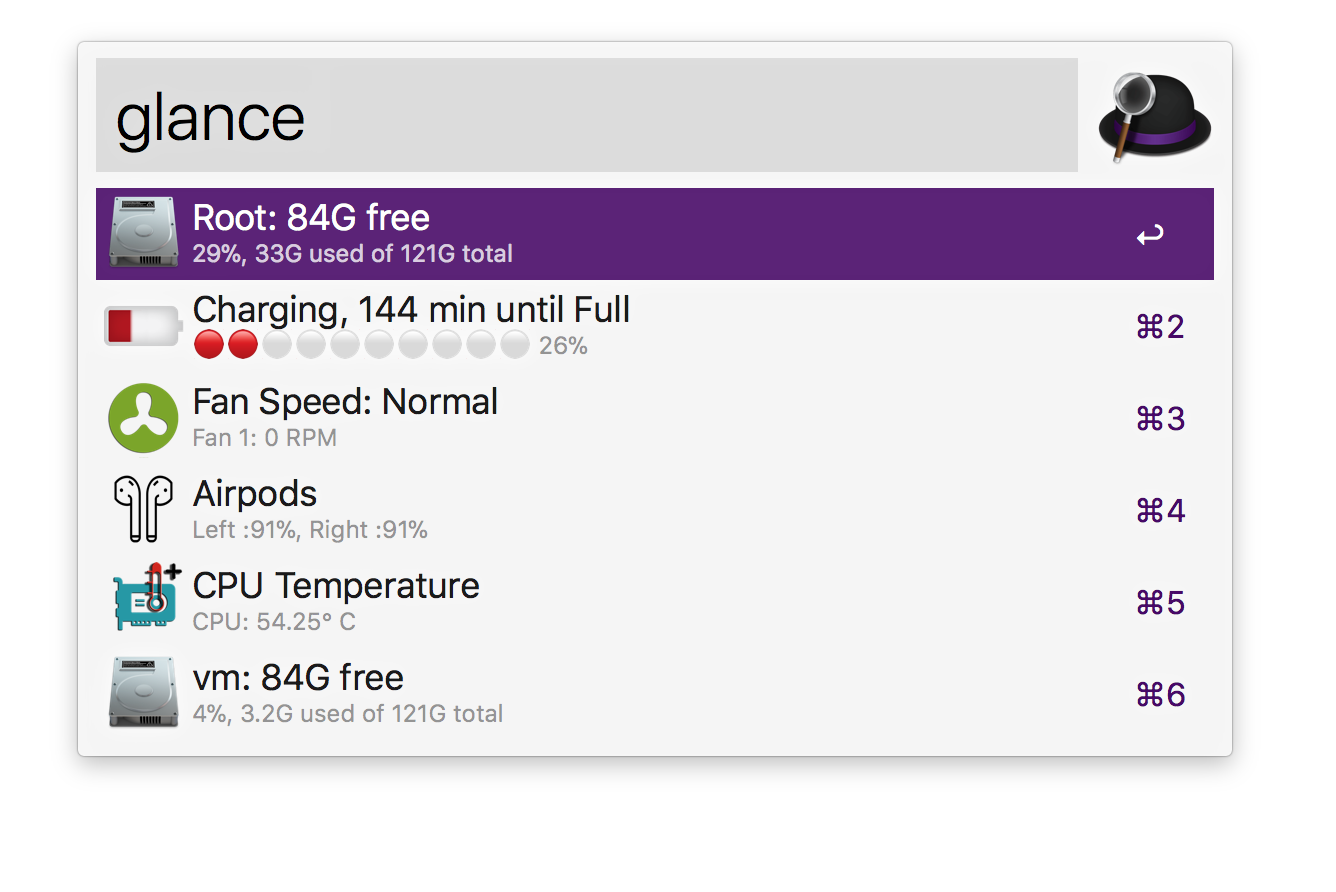 glance
Root: 84G free
29%, 33G used of 121G total
↩
Charging, 144 min until Full
26%
⌘2
Fan Speed: Normal
Fan 1: 0 RPM
⌘3
Airpods
Left :91%, Right :91%
⌘4
CPU Temperature
CPU: 54.25° C
⌘5
vm: 84G free
4%, 3.2G used of 121G total
⌘6